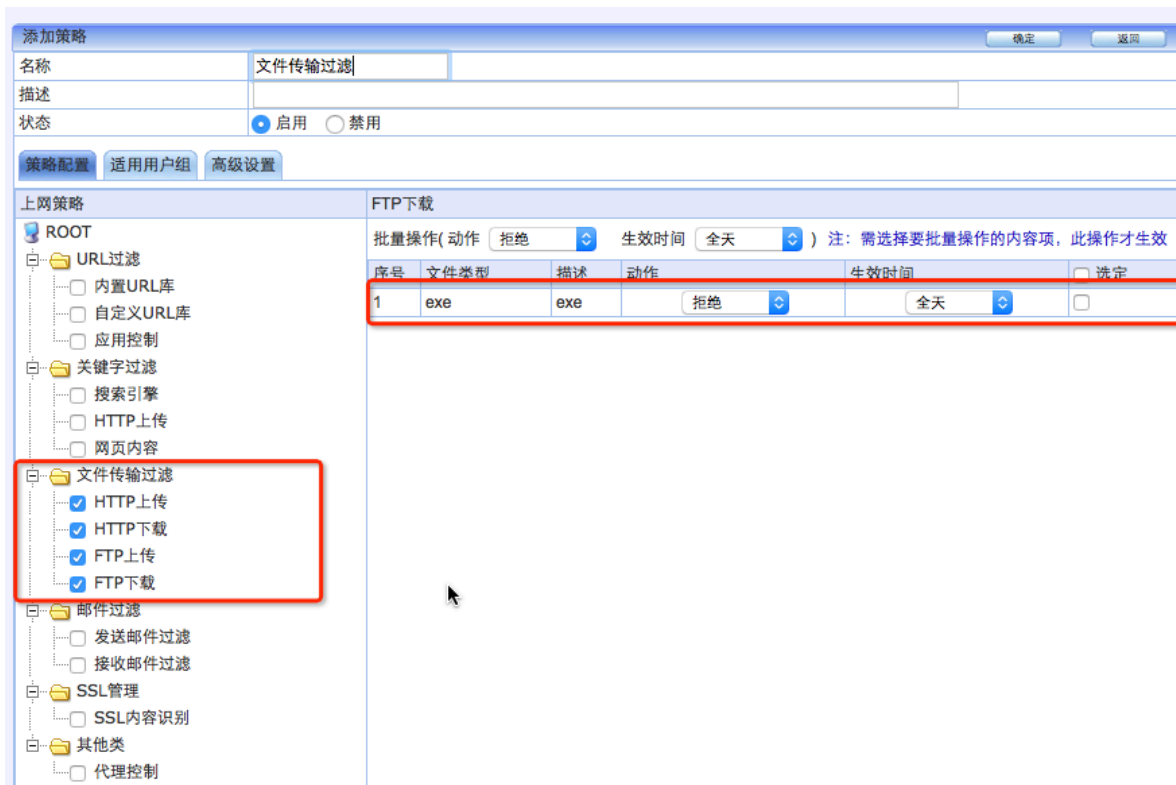 添加策略 确定 返回
名称 文件传输过滤
描述
状态 启用 禁用
策略配置 适用用户组 高级设置
上网策略
ROOT
URL过滤
内置URL库
自定义URL库
应用控制
关键字过滤
搜索引擎
HTTP上传
网页内容
文件传输过滤
HTTP上传
HTTP下载
FTP上传
FTP下载
邮件过滤
发送邮件过滤
接收邮件过滤
SSL管理
SSL内容识别
其他类
代理控制
FTP下载
批量操作( 动作 拒绝 生效时间 全天 ) 注：需选择要批量操作的内容项，此操作才生效
序号 文件类型 描述 动作 生效时间 选定
1 exe exe 拒绝 全天